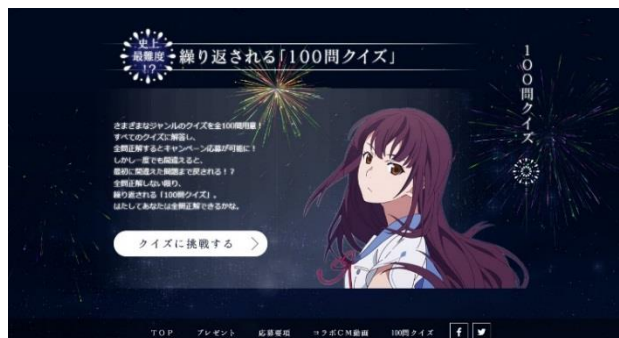 史上
最難度
!?
繰り返される「100問クイズ」
100問クイズ
さまざまなジャンルのクイズを全100問用意！
すべてのクイズに解答し、
全問正解するとキャンペーン応募が可能に！
しかし一度でも間違えると、
最初に間違えた問題まで戻される！？
全問正解しない限り、
繰り返される「100問クイズ」。
はたしてあなたは全問正解できるかな。
クイズに挑戦する
TOP プレゼント 応募要項 コラボCM動画 100問クイズ